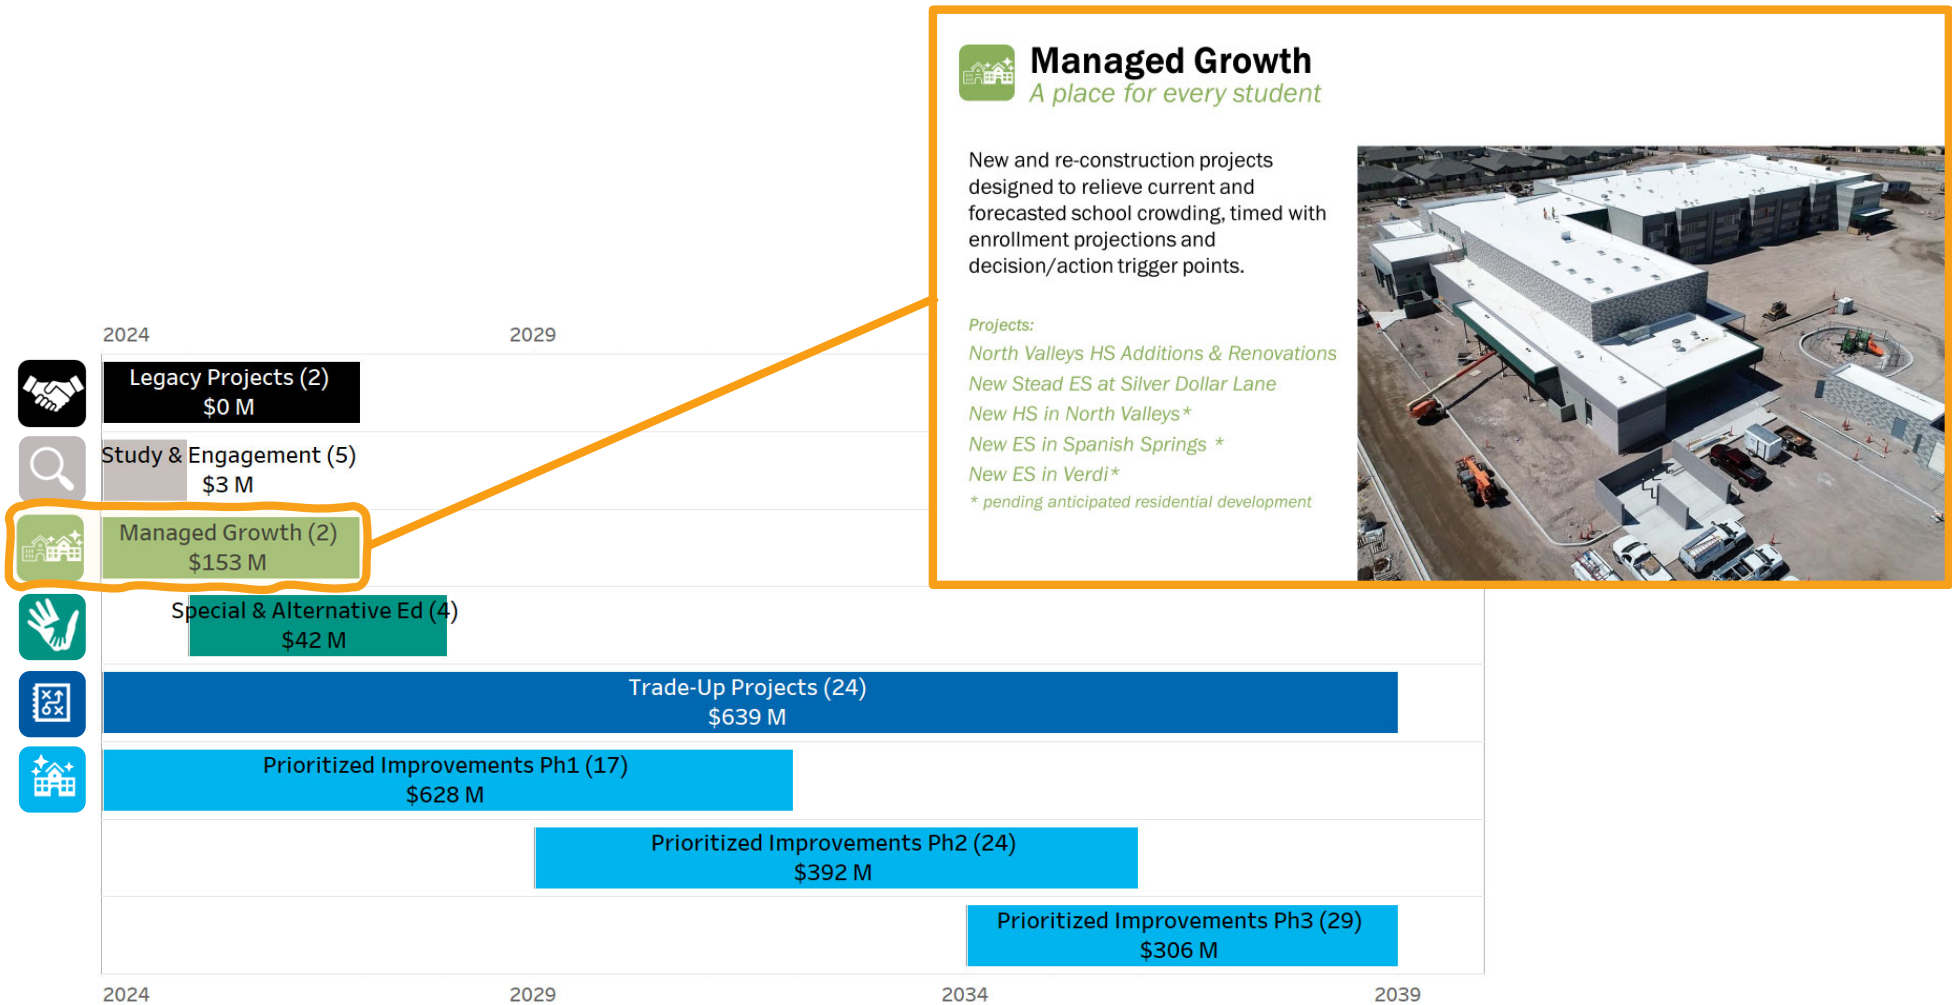 Managed Growth
A place for every student
New and re-construction projects
designed to relieve current and
forecasted school crowding, timed with
enrollment projections and
decision/action trigger points.
Projects:
North Valleys HS Additions & Renovations
New Stead ES at Silver Dollar Lane
New HS in North Valleys*
New ES in Spanish Springs *
New ES in Verdi*
* pending anticipated residential development
2024 2029
Legacy Projects (2)
$0 M
Study & Engagement (5)
$3 M
Managed Growth (2)
$153 M
Special & Alternative Ed (4)
$42 M
Trade-Up Projects (24)
$639 M
Prioritized Improvements Ph1 (17)
$628 M
Prioritized Improvements Ph2 (24)
$392 M
Prioritized Improvements Ph3 (29)
$306 M
2024 2029 2034 2039